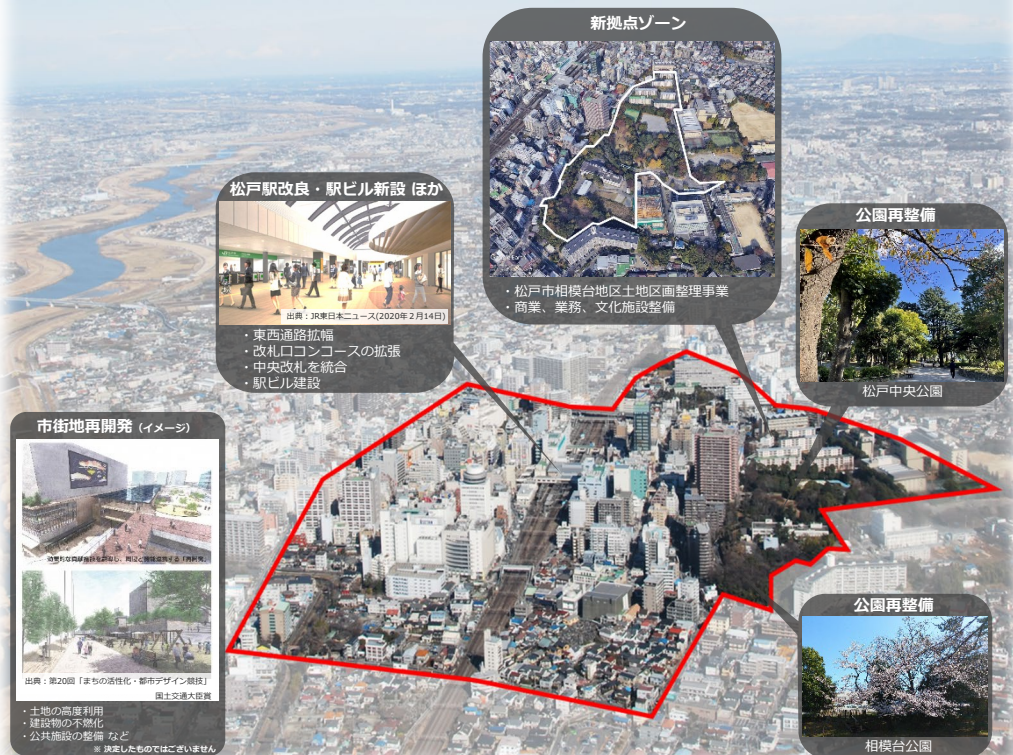 新拠点ゾーン
・松戸市相模台地区土地区画整理事業
・商業、業務、文化施設整備
松戸駅改良・駅ビル新設 ほか
出典：JR東日本ニュース(2020年2月14日)
・東西通路拡幅
・改札口コンコースの拡張
・中央改札を統合
・駅ビル建設
公園再整備
松戸中央公園
市街地再開発（イメージ）
出典：第20回「まちの活性化・都市デザイン競技」
国土交通大臣賞
・土地の高度利用
・建設物の不燃化
・公共施設の整備 など
※ 決定したものではございません
公園再整備
相模台公園